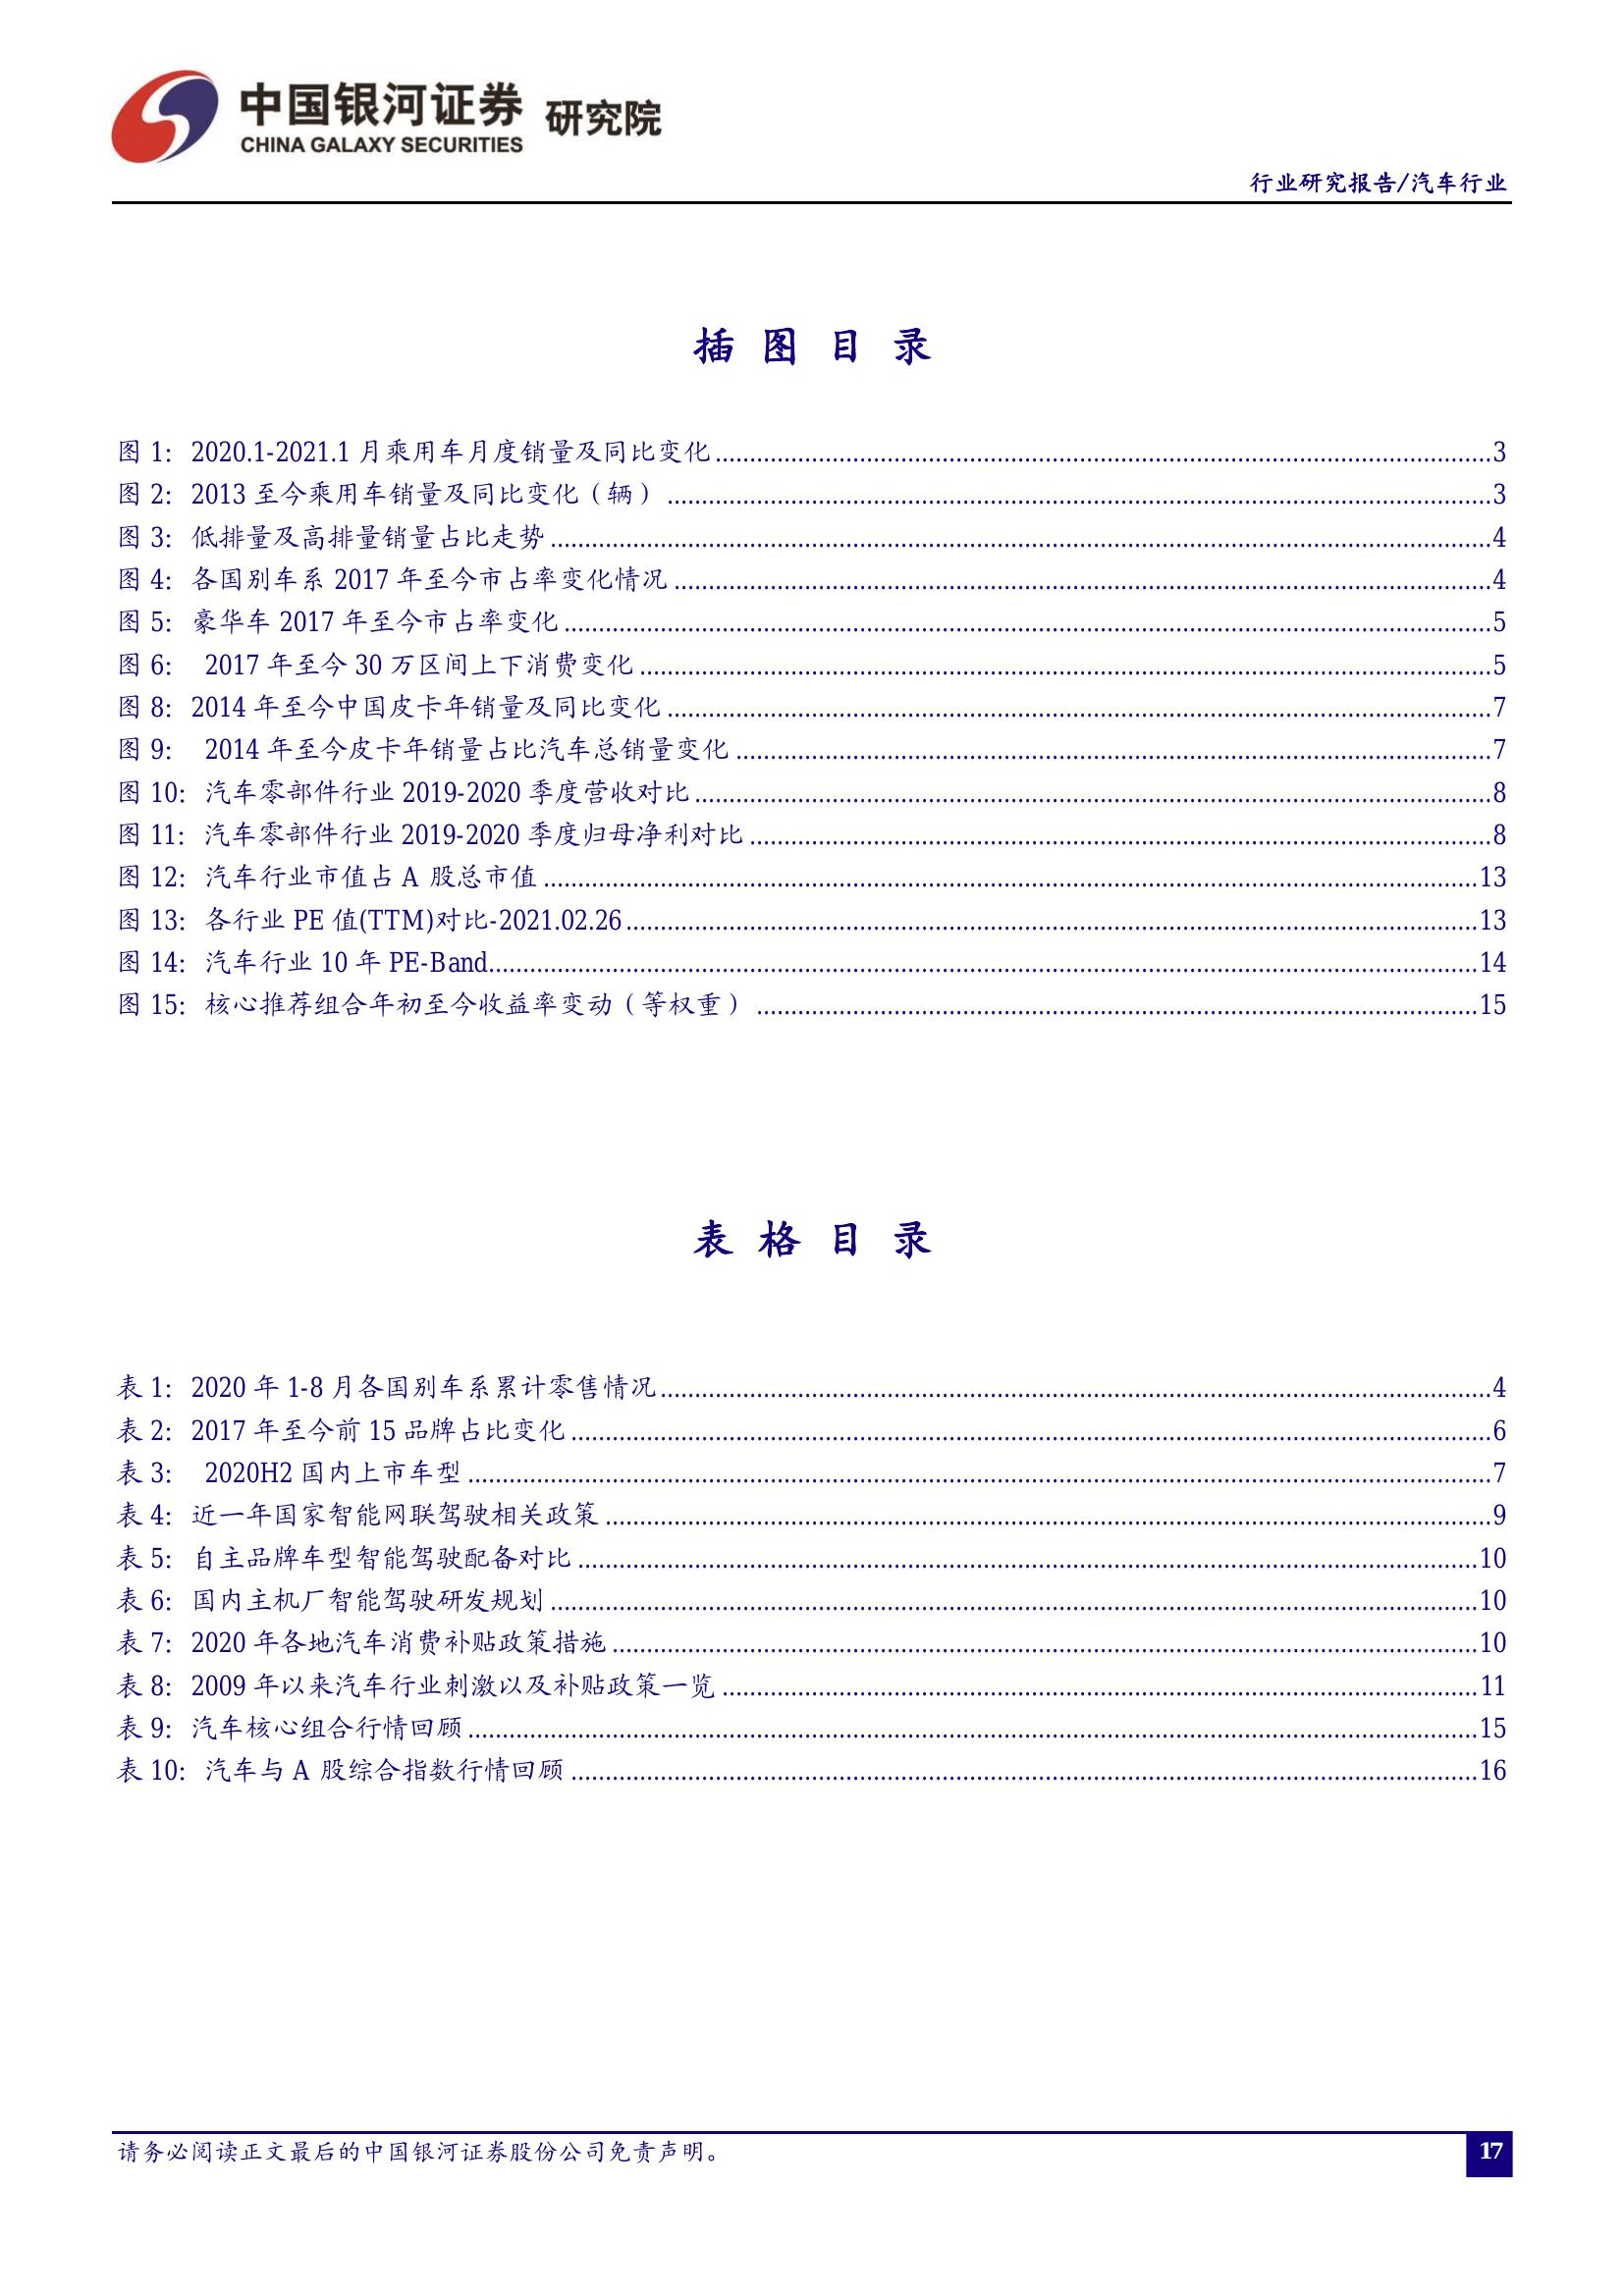 中国银河证券 研究院
CHINA GALAXY SECURITIES
行业研究报告/汽车行业
插 图 目 录
图 1: 2020.1-2021.1 月乘用车月度销量及同比变化 3
图 2: 2013 至今乘用车销量及同比变化（辆） 3
图 3: 低排量及高排量销量占比走势 4
图 4: 各国别车系 2017 年至今市占率变化情况 4
图 5: 豪华车 2017 年至今市占率变化 5
图 6: 2017 年至今 30 万区间上下消费变化 5
图 8: 2014 年至今中国皮卡年销量及同比变化 7
图 9: 2014 年至今皮卡年销量占比汽车总销量变化 7
图 10: 汽车零部件行业 2019-2020 季度营收对比 8
图 11: 汽车零部件行业 2019-2020 季度归母净利对比 8
图 12: 汽车行业市值占 A 股总市值 13
图 13: 各行业 PE 值(TTM)对比-2021.02.26 13
图 14: 汽车行业 10 年 PE-Band 14
图 15: 核心推荐组合年初至今收益率变动（等权重） 15
表 格 目 录
表 1: 2020 年 1-8 月各国别车系累计零售情况 4
表 2: 2017 年至今前 15 品牌占比变化 6
表 3: 2020H2 国内上市车型 7
表 4: 近一年国家智能网联驾驶相关政策 9
表 5: 自主品牌车型智能驾驶配备对比 10
表 6: 国内主机厂智能驾驶研发规划 10
表 7: 2020 年各地汽车消费补贴政策措施 10
表 8: 2009 年以来汽车行业刺激以及补贴政策一览 11
表 9: 汽车核心组合行情回顾 15
表 10: 汽车与 A 股综合指数行情回顾 16
请务必阅读正文最后的中国银河证券股份公司免责声明。
17